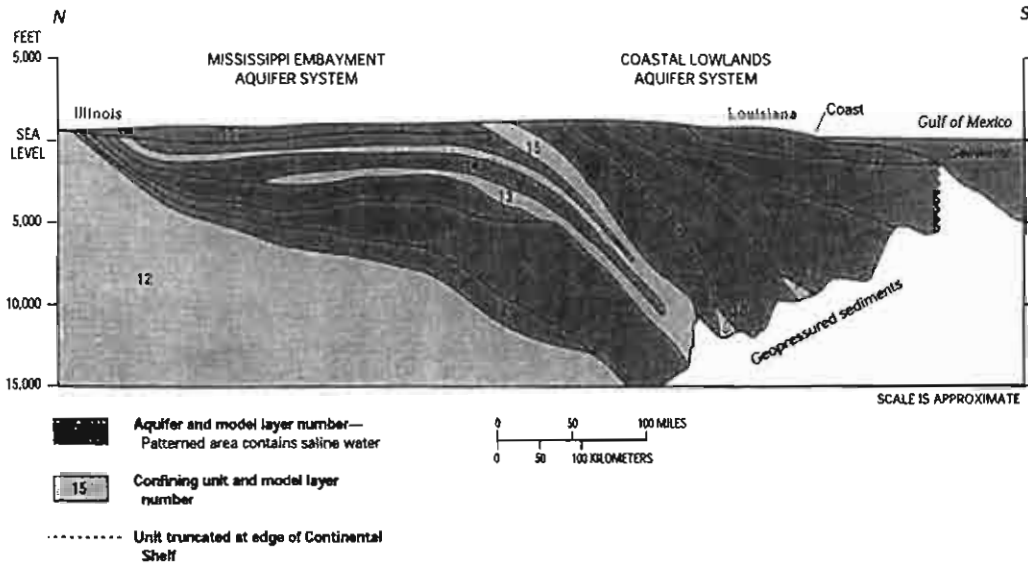 N
S
FEET
5,000
MISSISSIPPI EMBAYMENT
AQUIFER SYSTEM
COASTAL LOWLANDS
AQUIFER SYSTEM
Illinois
Louisiana
Coast
Gulf of Mexico
SEA
LEVEL
15
13
5,000
12
10,000
Geopressured sediments
15,000
SCALE IS APPROXIMATE
Aquifer and model layer number—
Patterned area contains saline water
0 50 100 MILES
0 50 100 KILOMETERS
15
Confining unit and model layer
number
Unit truncated at edge of Continental
Shelf